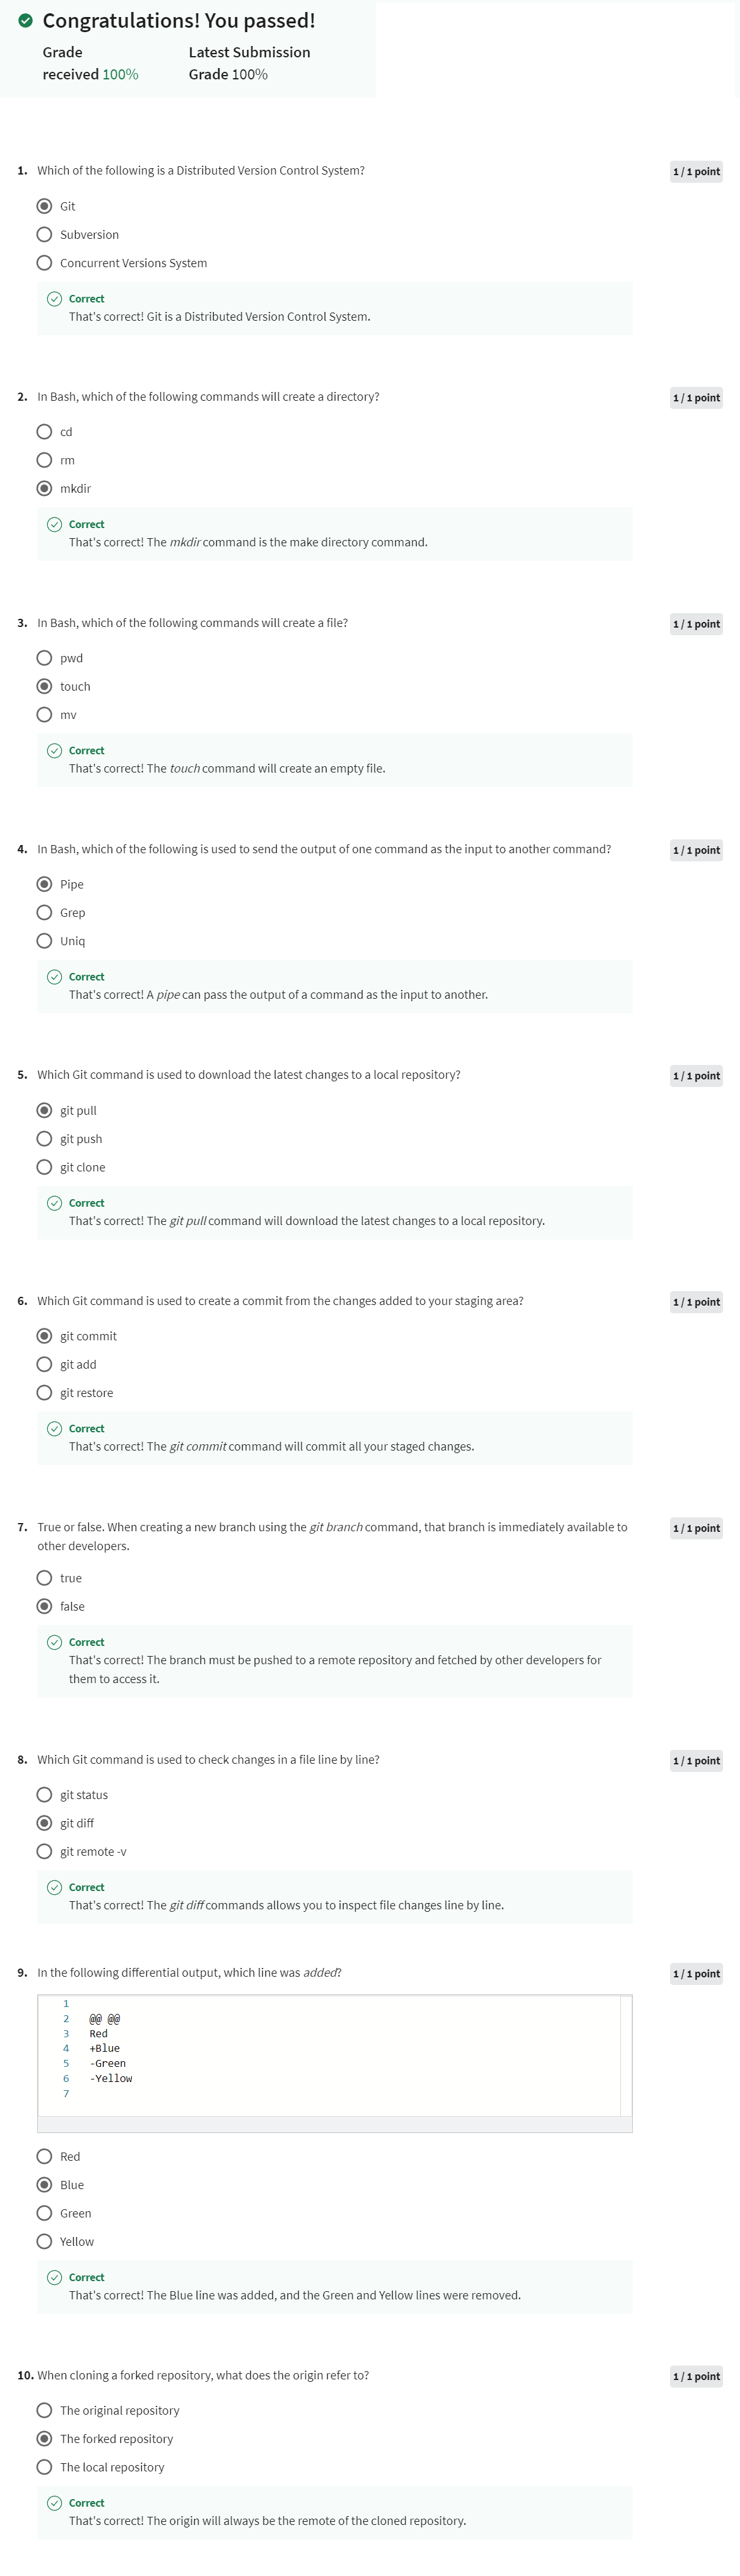 Congratulations! You passed!
Grade
received 100%
Latest Submission
Grade 100%
1. Which of the following is a Distributed Version Control System?
1 / 1 point
Git
Subversion
Concurrent Versions System
Correct
That's correct! Git is a Distributed Version Control System.
2. In Bash, which of the following commands will create a directory?
1 / 1 point
cd
rm
mkdir
Correct
That's correct! The mkdir command is the make directory command.
3. In Bash, which of the following commands will create a file?
1 / 1 point
pwd
touch
mv
Correct
That's correct! The touch command will create an empty file.
4. In Bash, which of the following is used to send the output of one command as the input to another command?
1 / 1 point
Pipe
Grep
Uniq
Correct
That's correct! A pipe can pass the output of a command as the input to another.
5. Which Git command is used to download the latest changes to a local repository?
1 / 1 point
git pull
git push
git clone
Correct
That's correct! The git pull command will download the latest changes to a local repository.
6. Which Git command is used to create a commit from the changes added to your staging area?
1 / 1 point
git commit
git add
git restore
Correct
That's correct! The git commit command will commit all your staged changes.
7. True or false. When creating a new branch using the git branch command, that branch is immediately available to
other developers.
1 / 1 point
true
false
Correct
That's correct! The branch must be pushed to a remote repository and fetched by other developers for
them to access it.
8. Which Git command is used to check changes in a file line by line?
1 / 1 point
git status
git diff
git remote -v
Correct
That's correct! The git diff commands allows you to inspect file changes line by line.
9. In the following differential output, which line was added?
1 / 1 point
1
2 @@ @@
3 Red
4 +Blue
5 -Green
6 -Yellow
7
Red
Blue
Green
Yellow
Correct
That's correct! The Blue line was added, and the Green and Yellow lines were removed.
10. When cloning a forked repository, what does the origin refer to?
1 / 1 point
The original repository
The forked repository
The local repository
Correct
That's correct! The origin will always be the remote of the cloned repository.